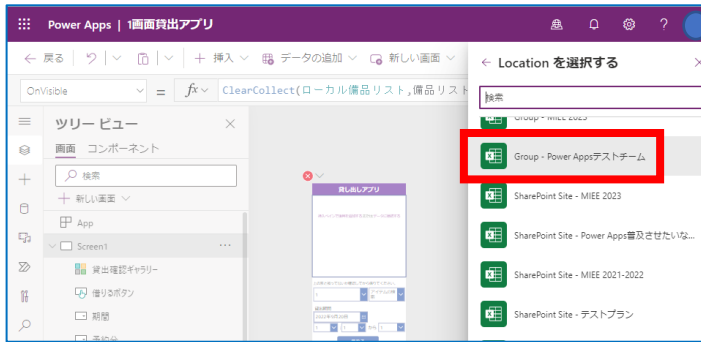 Power Apps | 1画面貸出アプリ
戻る 挿入 データの追加 新しい画面
OnVisible = fx ClearCollect(ローカル備品リスト,備品リスト
ツリー ビュー
画面 コンポーネント
検索
新しい画面
App
Screen1
貸出確認ギャラリー
借りるボタン
期間
貸し出しアプリ
Location を選択する
検索
Group - MIEE 2023
Group - Power Appsテストチーム
SharePoint Site - MIEE 2023
SharePoint Site - Power Apps普及させたいな...
SharePoint Site - MIEE 2021-2022
SharePoint Site - テストプラン